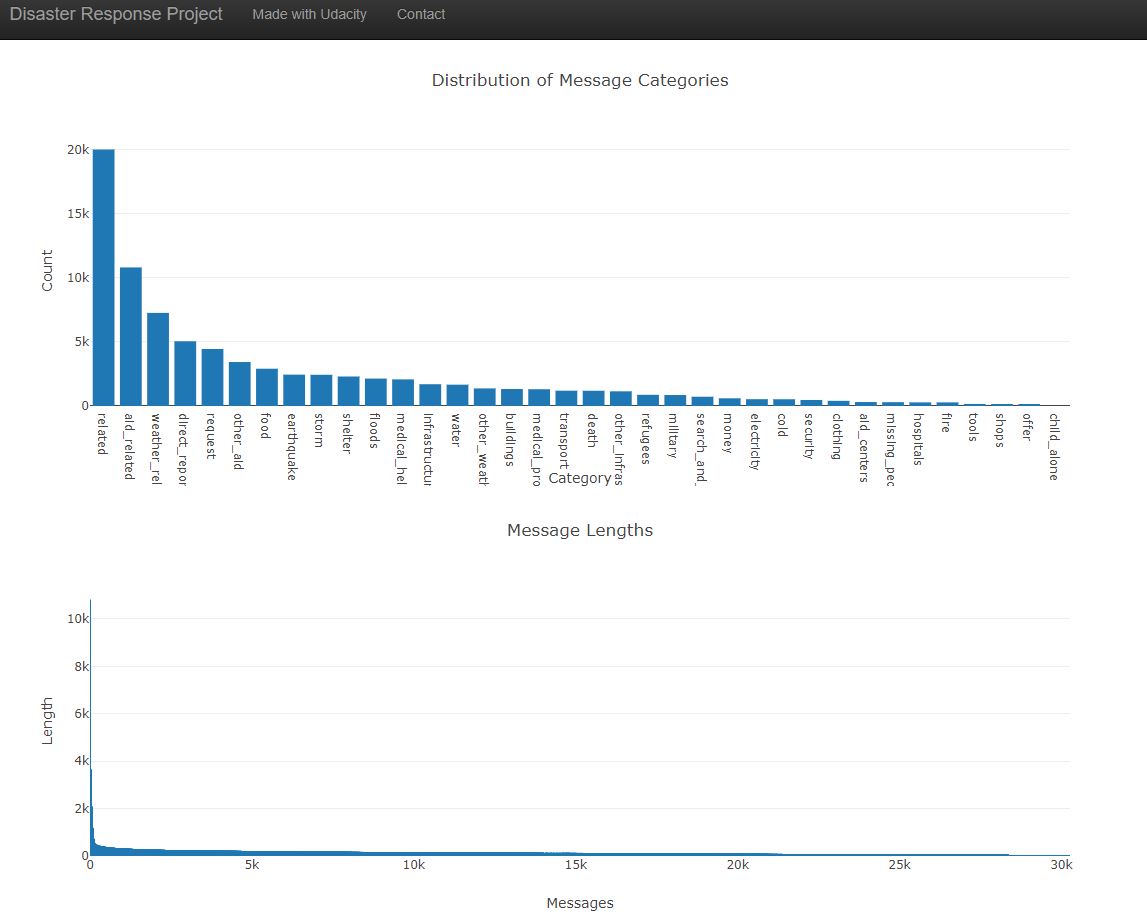 Disaster Response Project Made with Udacity Contact
Distribution of Message Categories
20k
15k
10k
5k
0
Count
related
aid_related
weather_rel
direct_repor
request
other_aid
food
earthquake
storm
shelter
floods
medical_hel
infrastructur
water
other_weath
buildings
medical_pro
transport
death
other_infras
refugees
military
search_and_
money
electricity
cold
security
clothing
aid_centers
missing_peo
hospitals
fire
tools
shops
offer
child_alone
Category
Message Lengths
10k
8k
6k
4k
2k
0
Length
0 5k 10k 15k 20k 25k 30k
Messages